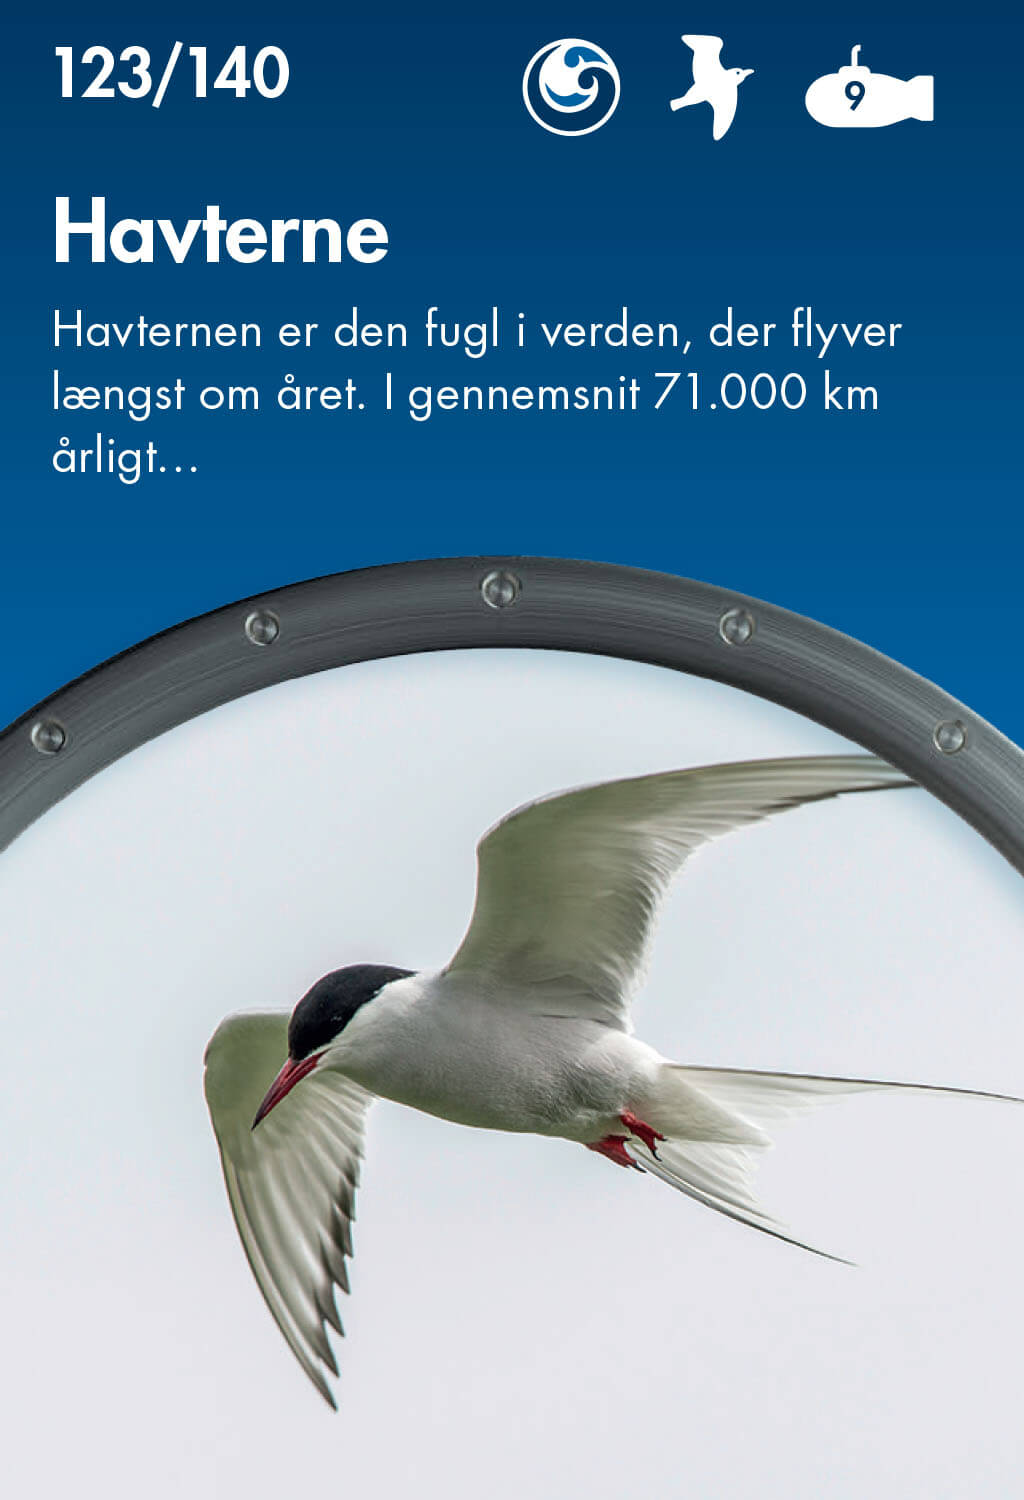 123/140
9
Havterne
Havternen er den fugl i verden, der flyver
længst om året. I gennemsnit 71.000 km
årligt...